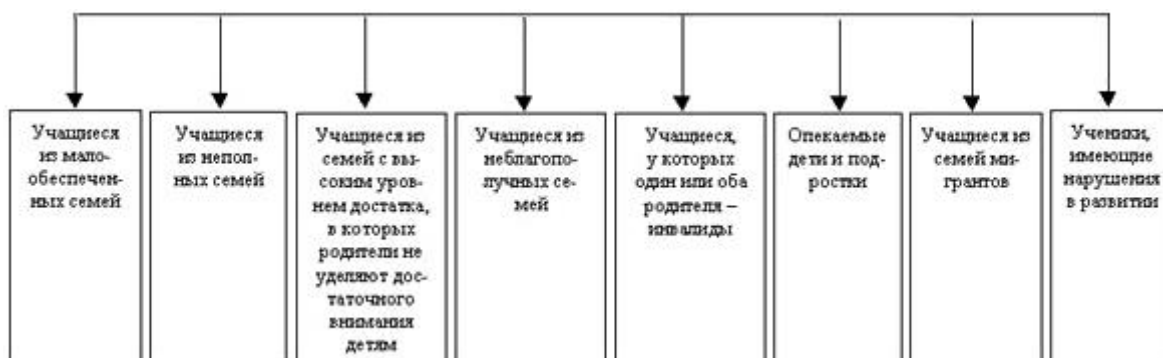 Учащиеся
из мало-
обеспечен-
ных семей
Учащиеся
из непол-
ных семей
Учащиеся из
семей с вы-
соким уров-
нем достатка,
в которых
родители не
уделяют дос-
таточного
внимания
детям
Учащиеся из
неблагопо-
лучных се-
мей
Учащиеся,
у которых
один или оба
родителя –
инвалиды
Опекаемые
дети и под-
ростки
Учащиеся из
семей ми-
грантов
Ученики,
имеющие
нарушения
в развитии